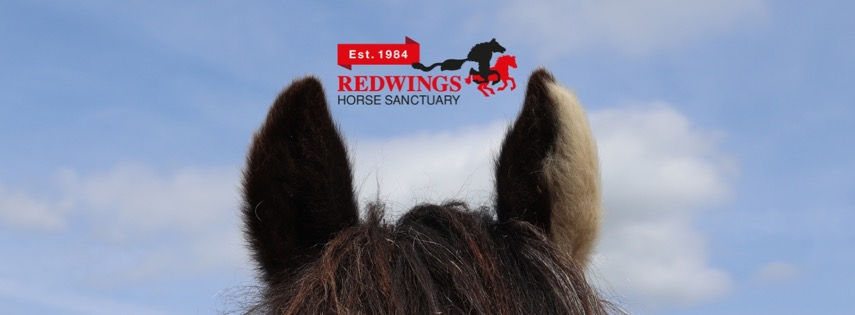 Est. 1984
REDWINGS
HORSE SANCTUARY